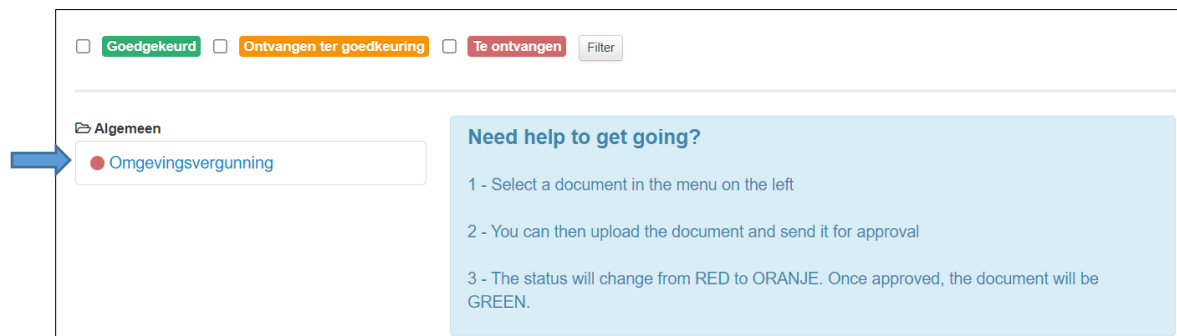 Goedgekeurd Ontvangen ter goedkeuring Te ontvangen Filter
Algemeen
Omgevingsvergunning
Need help to get going?
1 - Select a document in the menu on the left
2 - You can then upload the document and send it for approval
3 - The status will change from RED to ORANJE. Once approved, the document will be
GREEN.